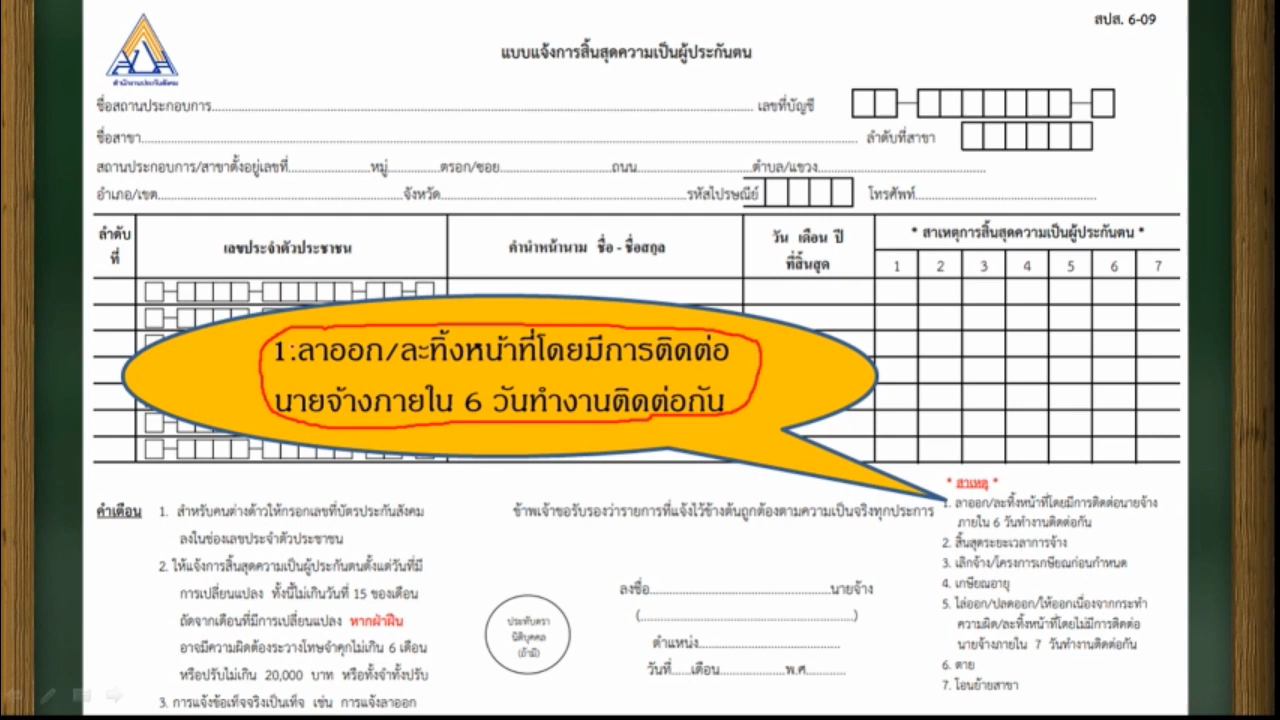 สปส. 6-09
สำนักงานประกันสังคม
แบบแจ้งการสิ้นสุดความเป็นผู้ประกันตน
ชื่อสถานประกอบการ........ เลขที่บัญชี
ชื่อสาขา........ ลำดับที่สาขา
สถานประกอบการ/สาขาตั้งอยู่เลขที่........หมู่........ตรอก/ซอย........ถนน........ตำบล/แขวง........
อำเภอ/เขต........จังหวัด........รหัสไปรษณีย์ โทรศัพท์........
ลำดับ
ที่
เลขประจำตัวประชาชน
คำนำหน้านาม ชื่อ - ชื่อสกุล
วัน เดือน ปี
ที่สิ้นสุด
* สาเหตุการสิ้นสุดความเป็นผู้ประกันตน *
1 2 3 4 5 6 7
1:ลาออก/ละทิ้งหน้าที่โดยมีการติดต่อ
นายจ้างภายใน 6 วันทำงานติดต่อกัน
คำเตือน 1. สำหรับคนต่างด้าวให้กรอกเลขที่บัตรประกันสังคม
ลงในช่องเลขประจำตัวประชาชน
2. ให้แจ้งการสิ้นสุดความเป็นผู้ประกันตนตั้งแต่วันที่มี
การเปลี่ยนแปลง ทั้งนี้ไม่เกินวันที่ 15 ของเดือน
ถัดจากเดือนที่มีการเปลี่ยนแปลง หากฝ่าฝืน
อาจมีความผิดต้องระวางโทษจำคุกไม่เกิน 6 เดือน
หรือปรับไม่เกิน 20,000 บาท หรือทั้งจำทั้งปรับ
3. การแจ้งข้อเท็จจริงเป็นเท็จ เช่น การแจ้งลาออก
ข้าพเจ้าขอรับรองว่ารายการที่แจ้งไว้ข้างต้นถูกต้องตามความเป็นจริงทุกประการ
ลงชื่อ........นายจ้าง
(........)
ตำแหน่ง........
วันที่......เดือน........พ.ศ........
ประทับตรา
นิติบุคคล
(ถ้ามี)
* สาเหตุ *
1. ลาออก/ละทิ้งหน้าที่โดยมีการติดต่อนายจ้าง
ภายใน 6 วันทำงานติดต่อกัน
2. สิ้นสุดระยะเวลาการจ้าง
3. เลิกจ้าง/โครงการเกษียณก่อนกำหนด
4. เกษียณอายุ
5. ไล่ออก/ปลดออก/ให้ออกเนื่องจากกระทำ
ความผิด/ละทิ้งหน้าที่โดยไม่มีการติดต่อ
นายจ้างภายใน 7 วันทำงานติดต่อกัน
6. ตาย
7. โอนย้ายสาขา